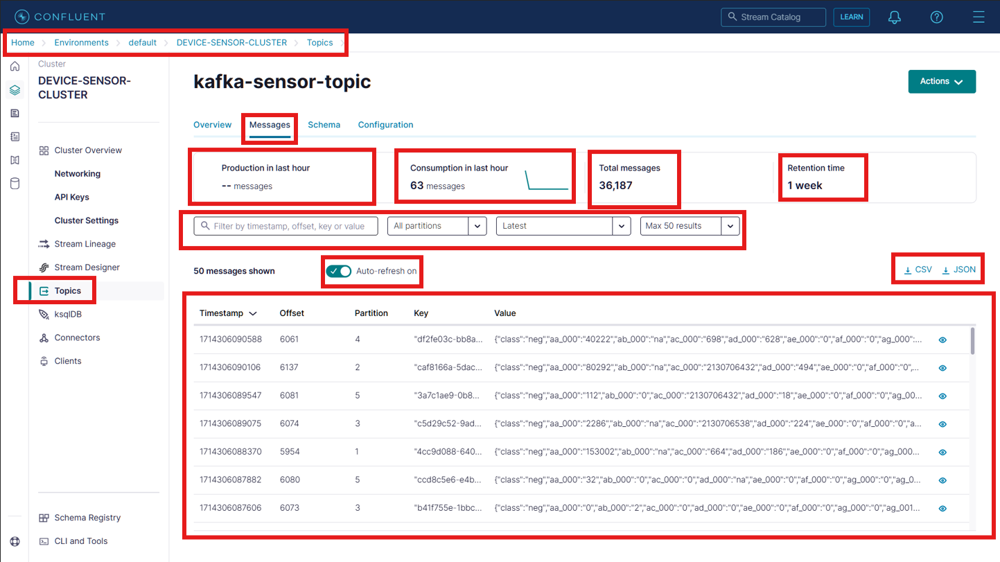 CONFLUENT
Stream Catalog
LEARN
Home > Environments > default > DEVICE-SENSOR-CLUSTER > Topics >
Cluster
DEVICE-SENSOR-
CLUSTER
Cluster Overview
Networking
API Keys
Cluster Settings
Stream Lineage
Stream Designer
Topics
ksqlDB
Connectors
Clients
Schema Registry
CLI and Tools
kafka-sensor-topic
Actions
Overview Messages Schema Configuration
Production in last hour
-- messages
Consumption in last hour
63 messages
Total messages
36,187
Retention time
1 week
Filter by timestamp, offset, key or value All partitions Latest Max 50 results
50 messages shown Auto-refresh on CSV JSON
Timestamp Offset Partition Key Value
1714306090588 6061 4 "df2fe03c-bb8a... {"class":"neg","aa_000":"40222","ab_000":"na","ac_000":"698","ad_000":"628","ae_000":"0","af_000":"0","ag_000":...
1714306090106 6137 2 "caf8166a-5dac... {"class":"neg","aa_000":"80292","ab_000":"na","ac_000":"2130706432","ad_000":"494","ae_000":"0","af_000":"0",...
1714306089547 6081 5 "3a7c1ae9-0b8... {"class":"neg","aa_000":"112","ab_000":"0","ac_000":"2130706432","ad_000":"18","ae_000":"0","af_000":"0","ag_00...
1714306089075 6074 3 "c5d29c52-9ad... {"class":"neg","aa_000":"2286","ab_000":"na","ac_000":"2130706538","ad_000":"224","ae_000":"0","af_000":"0","a...
1714306088370 5954 1 "4cc9d088-640... {"class":"neg","aa_000":"153002","ab_000":"na","ac_000":"664","ad_000":"186","ae_000":"0","af_000":"0","ag_000...
1714306087882 6080 5 "ccd8c5e6-e4b... {"class":"neg","aa_000":"32","ab_000":"0","ac_000":"0","ad_000":"na","ae_000":"0","af_000":"0","ag_000":"0","ag_0...
1714306087606 6073 3 "b41f755e-1bbc... {"class":"neg","aa_000":"0","ab_000":"2","ac_000":"0","ad_000":"0","ae_000":"0","af_000":"0","ag_000":"0","ag_001...